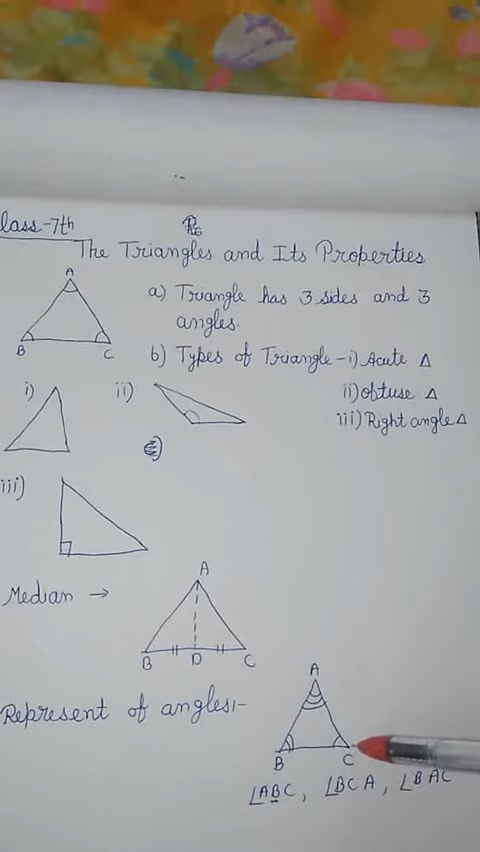 lass-7th
The Triangles and Its Properties
A
B C
a) Triangle has 3 sides and 3
angles.
b) Types of Triangle - i) Acute Δ
ii) obtuse Δ
iii) Right angle Δ
i)
ii)
iii)
Median →
A
B D C
Represent of angles:-
A
B C
∠ABC, ∠BCA, ∠BAC